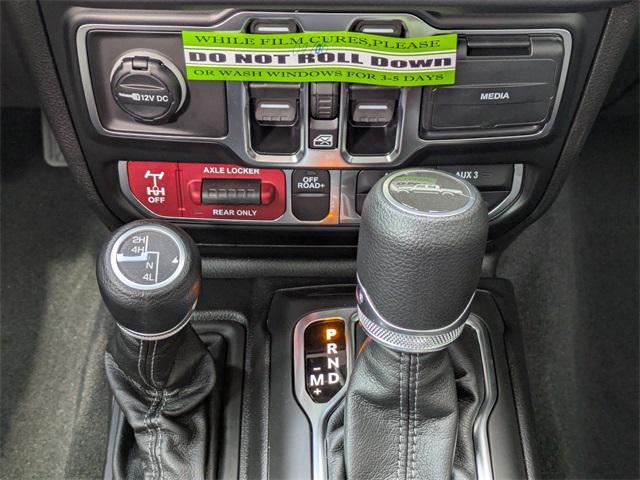 WHILE FILM CURES, PLEASE
DO NOT ROLL DOWN
OR WASH WINDOWS FOR 3-5 DAYS
12V DC
MEDIA
AXLE LOCKER
OFF
REAR ONLY
OFF
ROAD+
AUX 3
2H
4H
N
4L
P
R
N
D
-
M
+